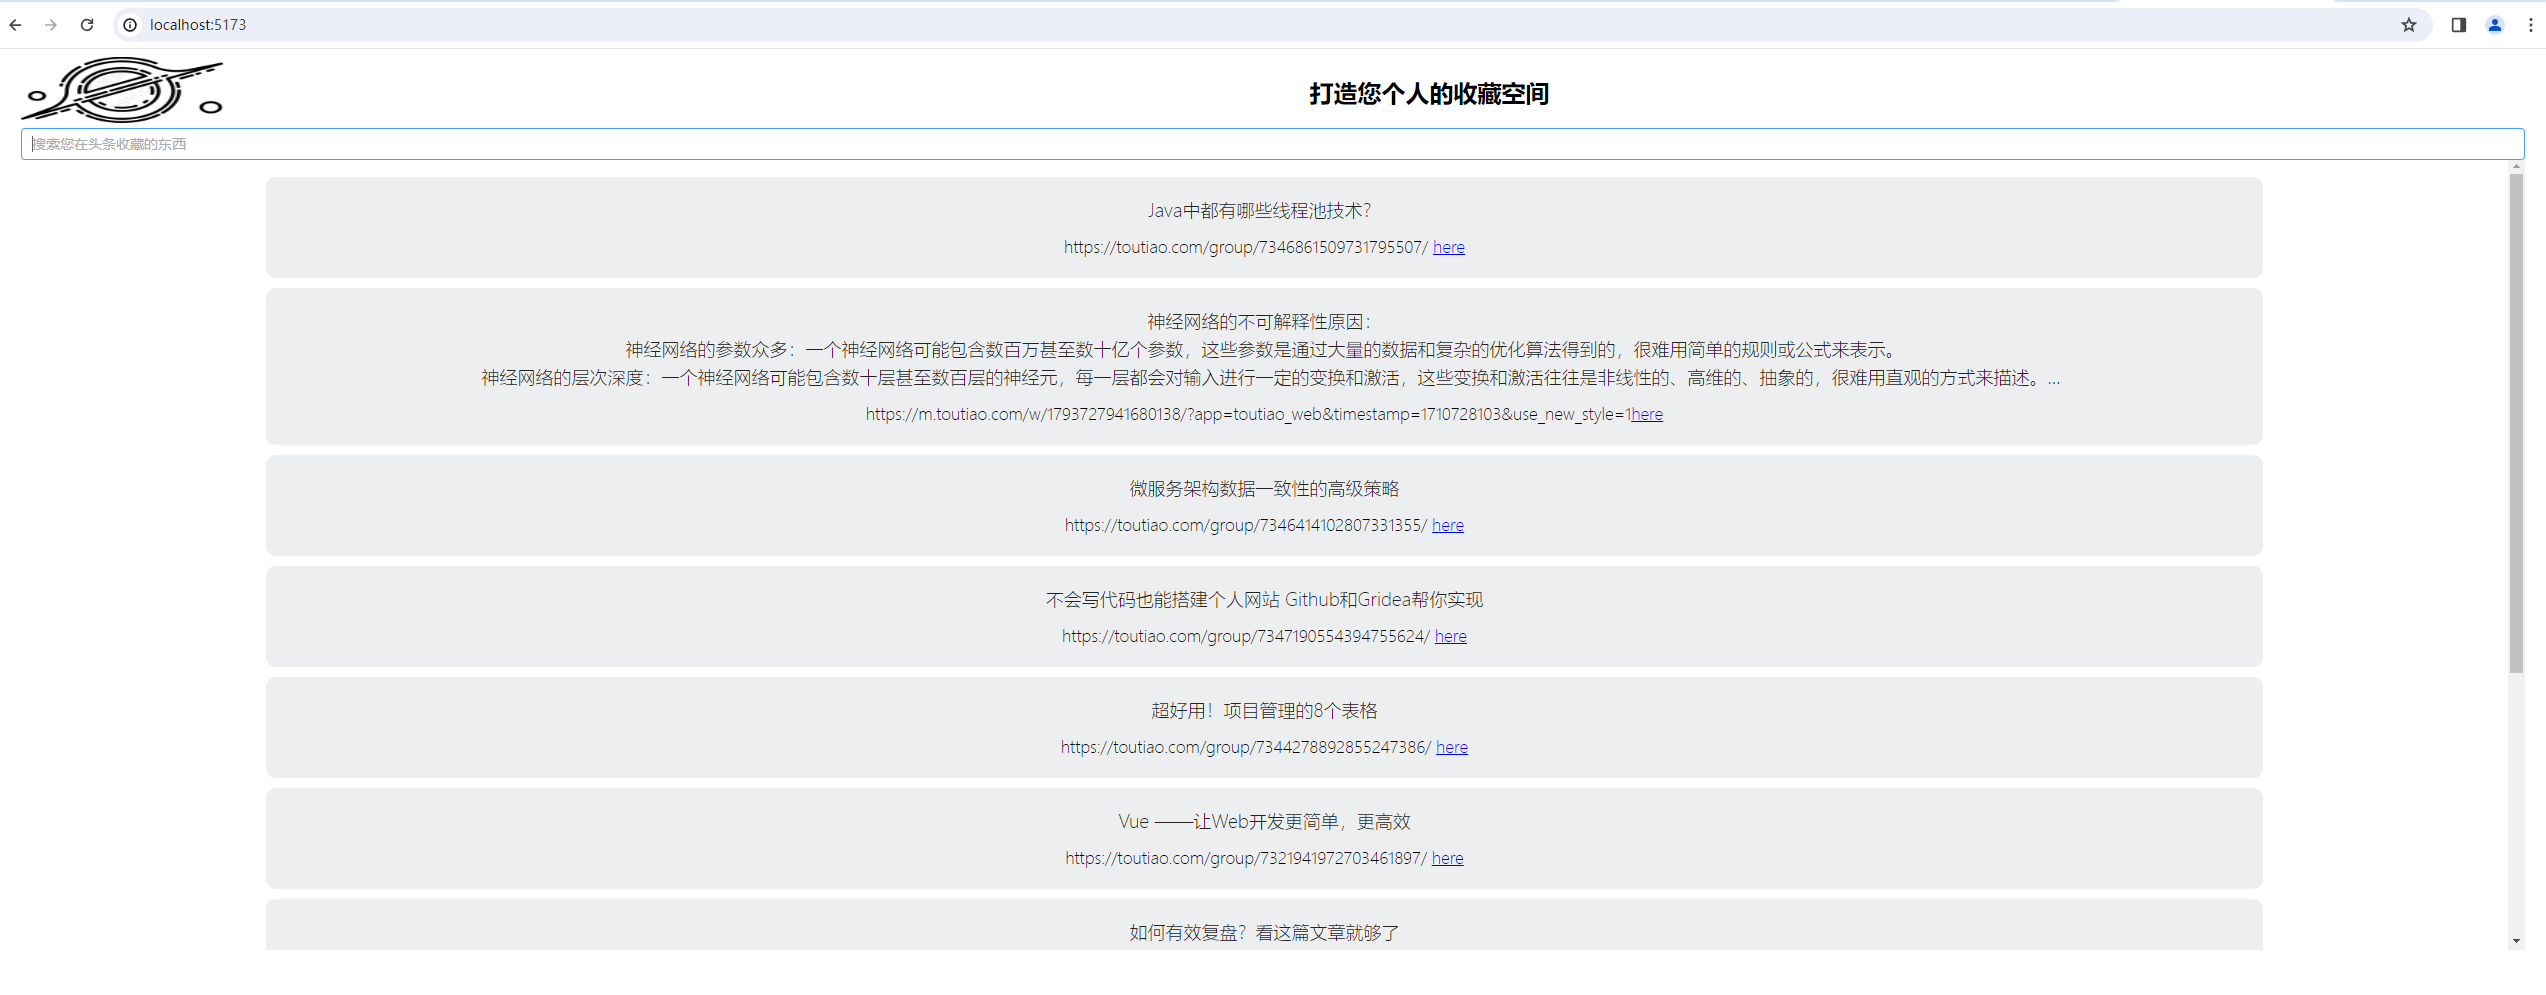 localhost:5173
打造您个人的收藏空间
搜索您在头条收藏的东西
Java中都有哪些线程池技术？
https://toutiao.com/group/7346861509731795507/ here
神经网络的不可解释性原因：
神经网络的参数众多：一个神经网络可能包含数百万甚至数十亿个参数，这些参数是通过大量的数据和复杂的优化算法得到的，很难用简单的规则或公式来表示。
神经网络的层次深度：一个神经网络可能包含数十层甚至数百层的神经元，每一层都会对输入进行一定的变换和激活，这些变换和激活往往是非线性的、高维的、抽象的，很难用直观的方式来描述。...
https://m.toutiao.com/w/1793727941680138/?app=toutiao_web&timestamp=1710728103&use_new_style=1here
微服务架构数据一致性的高级策略
https://toutiao.com/group/7346414102807331355/ here
不会写代码也能搭建个人网站 Github和Gridea帮你实现
https://toutiao.com/group/7347190554394755624/ here
超好用！项目管理的8个表格
https://toutiao.com/group/7344278892855247386/ here
Vue ——让Web开发更简单，更高效
https://toutiao.com/group/7321941972703461897/ here
如何有效复盘？看这篇文章就够了